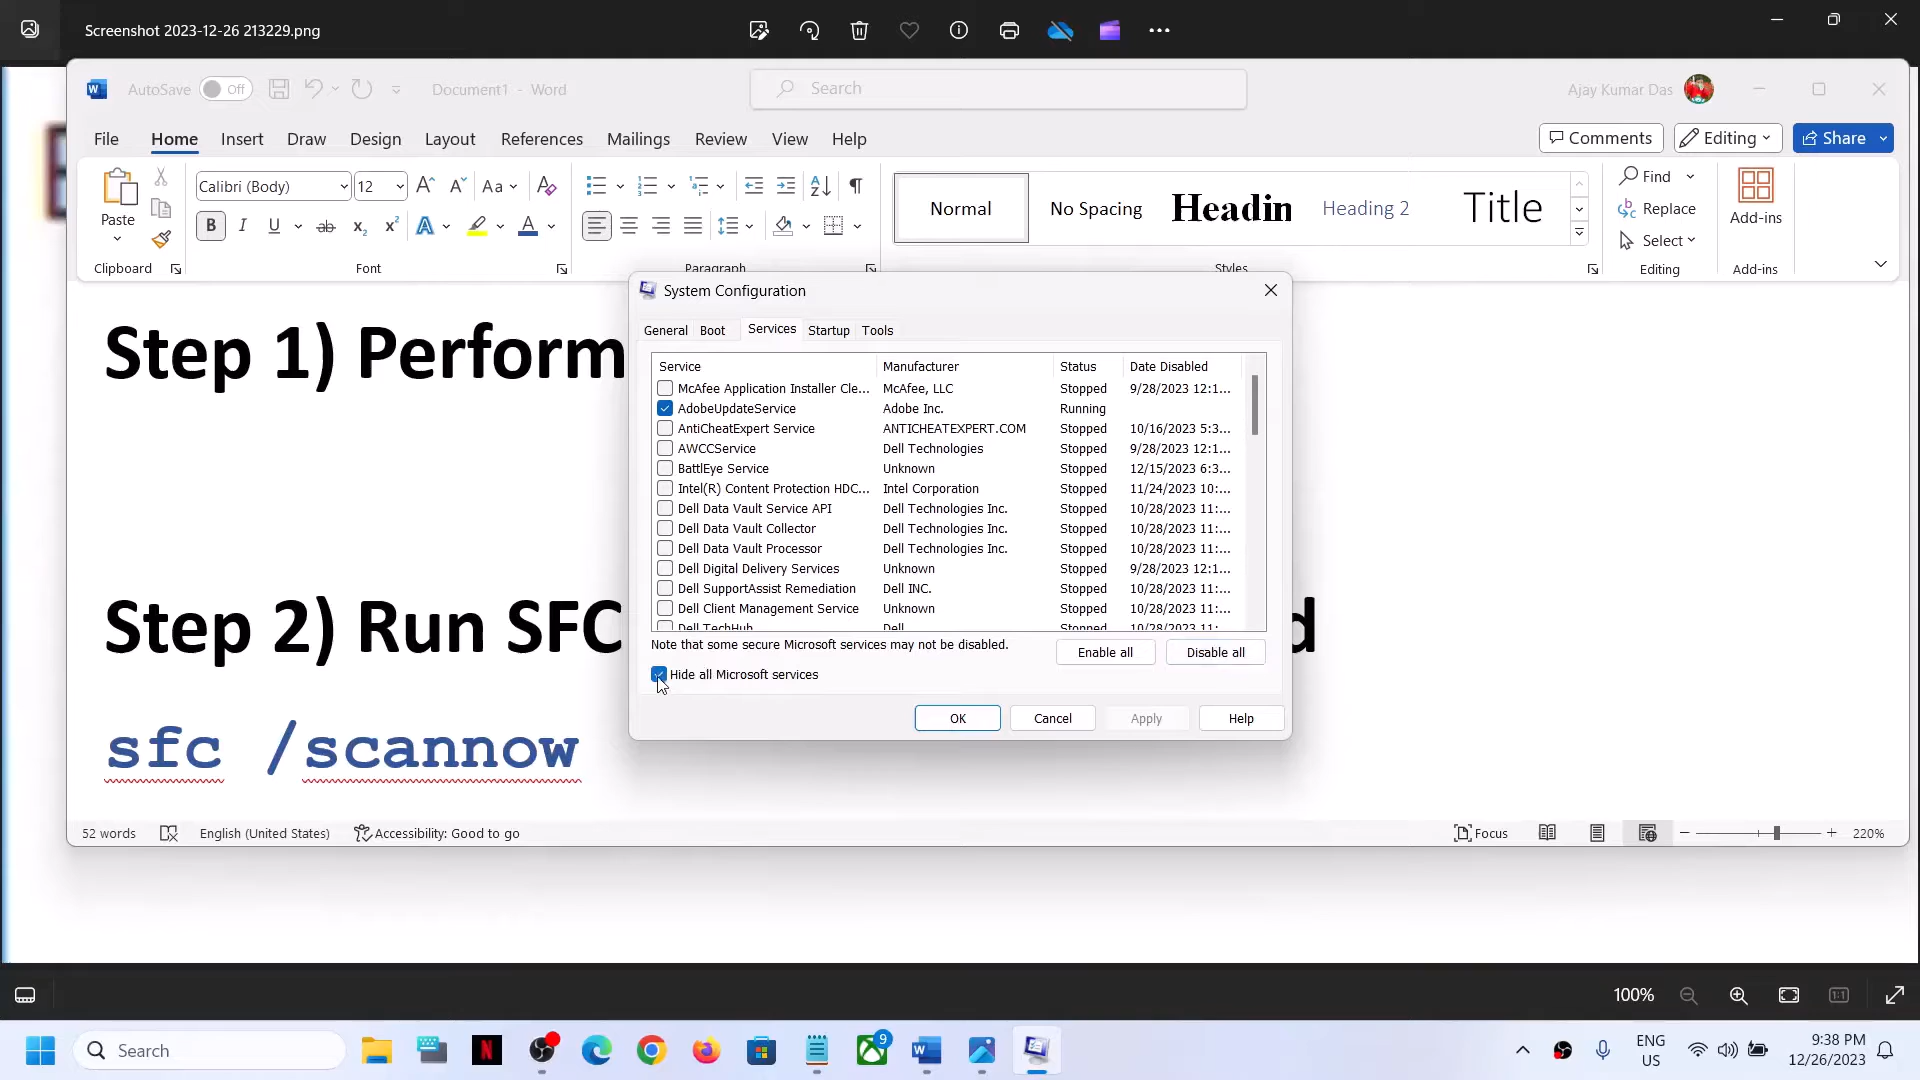 Screenshot 2023-12-26 213229.png
AutoSave Off Document1 - Word Search Ajay Kumar Das
File Home Insert Draw Design Layout References Mailings Review View Help Comments Editing Share
Paste Calibri (Body) 12 Aa Normal No Spacing Headin Heading 2 Title Find Replace Select Add-ins
Clipboard Font Paragraph Styles Editing Add-ins
Step 1) Perform
Step 2) Run SFC
sfc /scannow
System Configuration
General Boot Services Startup Tools
Service Manufacturer Status Date Disabled
McAfee Application Installer Cle... McAfee, LLC Stopped 9/28/2023 12:1...
AdobeUpdateService Adobe Inc. Running
AntiCheatExpert Service ANTICHEATEXPERT.COM Stopped 10/16/2023 5:3...
AWCCService Dell Technologies Stopped 9/28/2023 12:1...
BattlEye Service Unknown Stopped 12/15/2023 6:3...
Intel(R) Content Protection HDC... Intel Corporation Stopped 11/24/2023 10:...
Dell Data Vault Service API Dell Technologies Inc. Stopped 10/28/2023 11:...
Dell Data Vault Collector Dell Technologies Inc. Stopped 10/28/2023 11:...
Dell Data Vault Processor Dell Technologies Inc. Stopped 10/28/2023 11:...
Dell Digital Delivery Services Unknown Stopped 9/28/2023 12:1...
Dell SupportAssist Remediation Dell INC. Stopped 10/28/2023 11:...
Dell Client Management Service Unknown Stopped 10/28/2023 11:...
Dell TechHub Dell Stopped 10/28/2023 11:...
Note that some secure Microsoft services may not be disabled. Enable all Disable all
Hide all Microsoft services
OK Cancel Apply Help
52 words English (United States) Accessibility: Good to go Focus 220%
100%
Search 9 ENG US 9:38 PM 12/26/2023